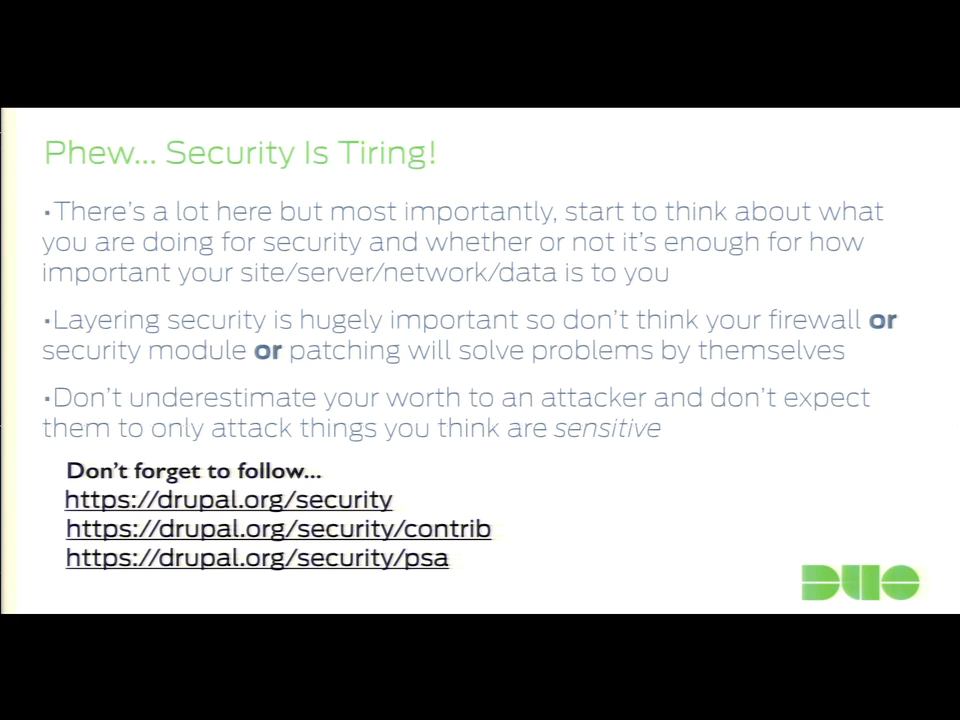 Phew... Security Is Tiring!
•There's a lot here but most importantly, start to think about what
you are doing for security and whether or not it's enough for how
important your site/server/network/data is to you
•Layering security is hugely important so don't think your firewall or
security module or patching will solve problems by themselves
•Don't underestimate your worth to an attacker and don't expect
them to only attack things you think are sensitive
Don't forget to follow...
https://drupal.org/security
https://drupal.org/security/contrib
https://drupal.org/security/psa
DUO